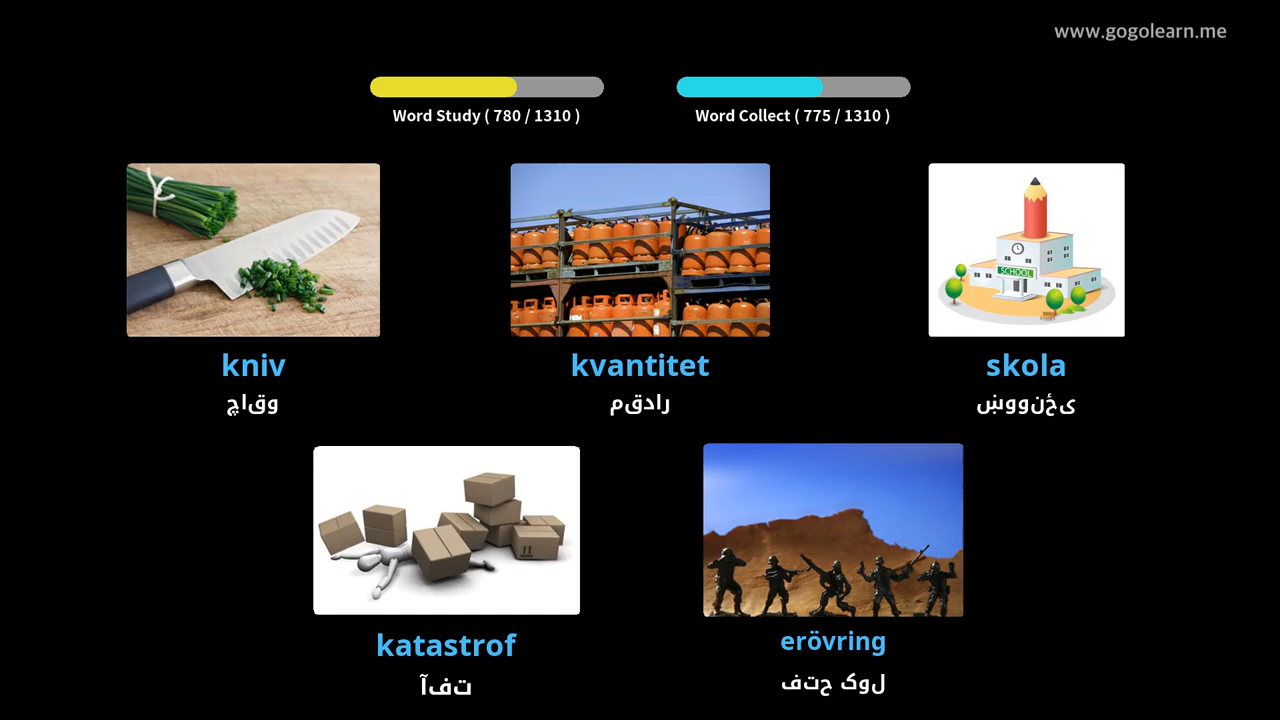 www.gogolearn.me
Word Study ( 780 / 1310 )
Word Collect ( 775 / 1310 )
SCHOOL
kniv
وقاچ
kvantitet
رادقم
skola
یځنووښ
katastrof
تفآ
erövring
لوک حتف